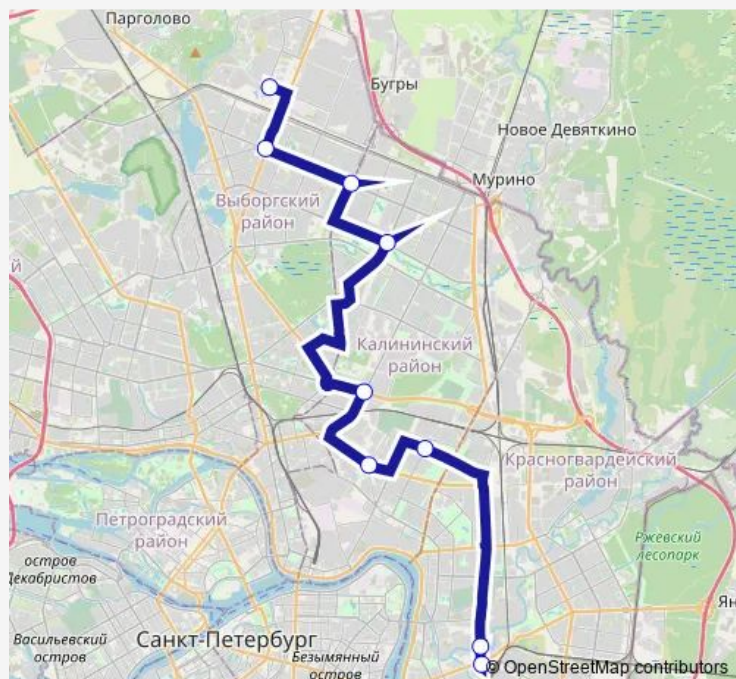 Парголово
Бугры
Новое Девяткино
Мурино
Выборгский
район
й
Калининский
район
Красногвардейский
район
Петроградский
район
Ржевский
лесопарк
остров
Декабристов
Ян
Санкт-Петербург
Васильевский
остров
Безымянный
остров
© OpenStreetMap contributors